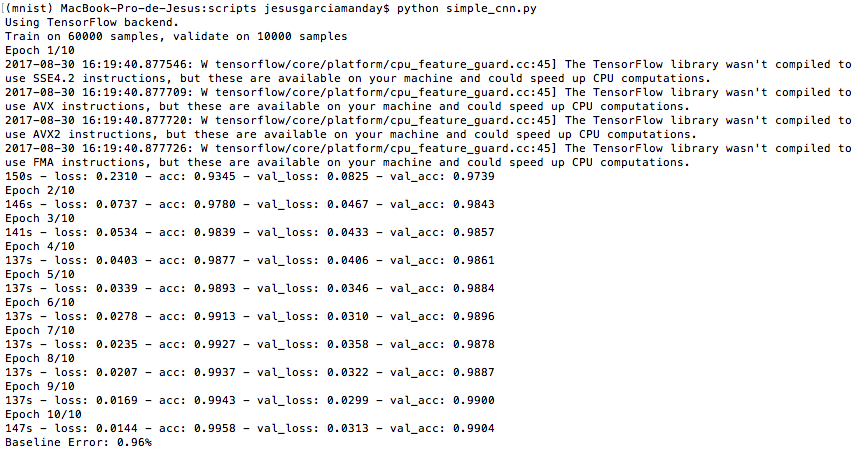 (mnist) MacBook-Pro-de-Jesus:scripts jesusgarciamanday$ python simple_cnn.py
Using TensorFlow backend.
Train on 60000 samples, validate on 10000 samples
Epoch 1/10
2017-08-30 16:19:40.877546: W tensorflow/core/platform/cpu_feature_guard.cc:45] The TensorFlow library wasn't compiled to
use SSE4.2 instructions, but these are available on your machine and could speed up CPU computations.
2017-08-30 16:19:40.877709: W tensorflow/core/platform/cpu_feature_guard.cc:45] The TensorFlow library wasn't compiled to
use AVX instructions, but these are available on your machine and could speed up CPU computations.
2017-08-30 16:19:40.877720: W tensorflow/core/platform/cpu_feature_guard.cc:45] The TensorFlow library wasn't compiled to
use AVX2 instructions, but these are available on your machine and could speed up CPU computations.
2017-08-30 16:19:40.877726: W tensorflow/core/platform/cpu_feature_guard.cc:45] The TensorFlow library wasn't compiled to
use FMA instructions, but these are available on your machine and could speed up CPU computations.
150s - loss: 0.2310 - acc: 0.9345 - val_loss: 0.0825 - val_acc: 0.9739
Epoch 2/10
146s - loss: 0.0737 - acc: 0.9780 - val_loss: 0.0467 - val_acc: 0.9843
Epoch 3/10
141s - loss: 0.0534 - acc: 0.9839 - val_loss: 0.0433 - val_acc: 0.9857
Epoch 4/10
137s - loss: 0.0403 - acc: 0.9877 - val_loss: 0.0406 - val_acc: 0.9861
Epoch 5/10
137s - loss: 0.0339 - acc: 0.9893 - val_loss: 0.0346 - val_acc: 0.9884
Epoch 6/10
137s - loss: 0.0278 - acc: 0.9913 - val_loss: 0.0310 - val_acc: 0.9896
Epoch 7/10
137s - loss: 0.0235 - acc: 0.9927 - val_loss: 0.0358 - val_acc: 0.9878
Epoch 8/10
137s - loss: 0.0207 - acc: 0.9937 - val_loss: 0.0322 - val_acc: 0.9887
Epoch 9/10
137s - loss: 0.0169 - acc: 0.9943 - val_loss: 0.0299 - val_acc: 0.9900
Epoch 10/10
147s - loss: 0.0144 - acc: 0.9958 - val_loss: 0.0313 - val_acc: 0.9904
Baseline Error: 0.96%